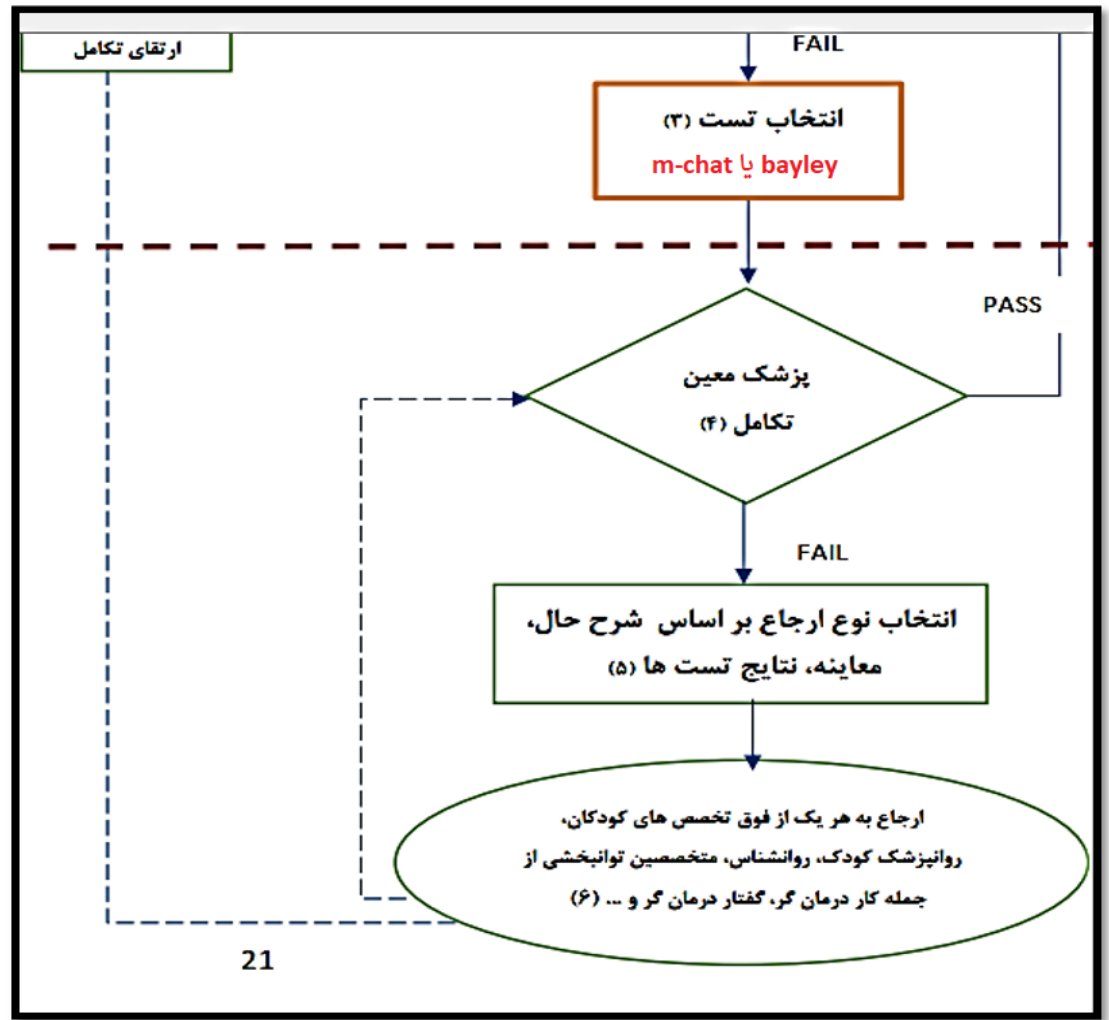 ارتقای تکامل
FAIL
انتخاب تست (۳)
m-chat یا bayley
PASS
پزشک معین
تکامل (۴)
FAIL
انتخاب نوع ارجاع بر اساس شرح حال،
معاینه، نتایج تست ها (۵)
ارجاع به هر یک از فوق تخصص های کودکان،
روانپزشک کودک، روانشناس، متخصصین توانبخشی از
جمله کار درمان گر، گفتار درمان گر و ... (۶)
21